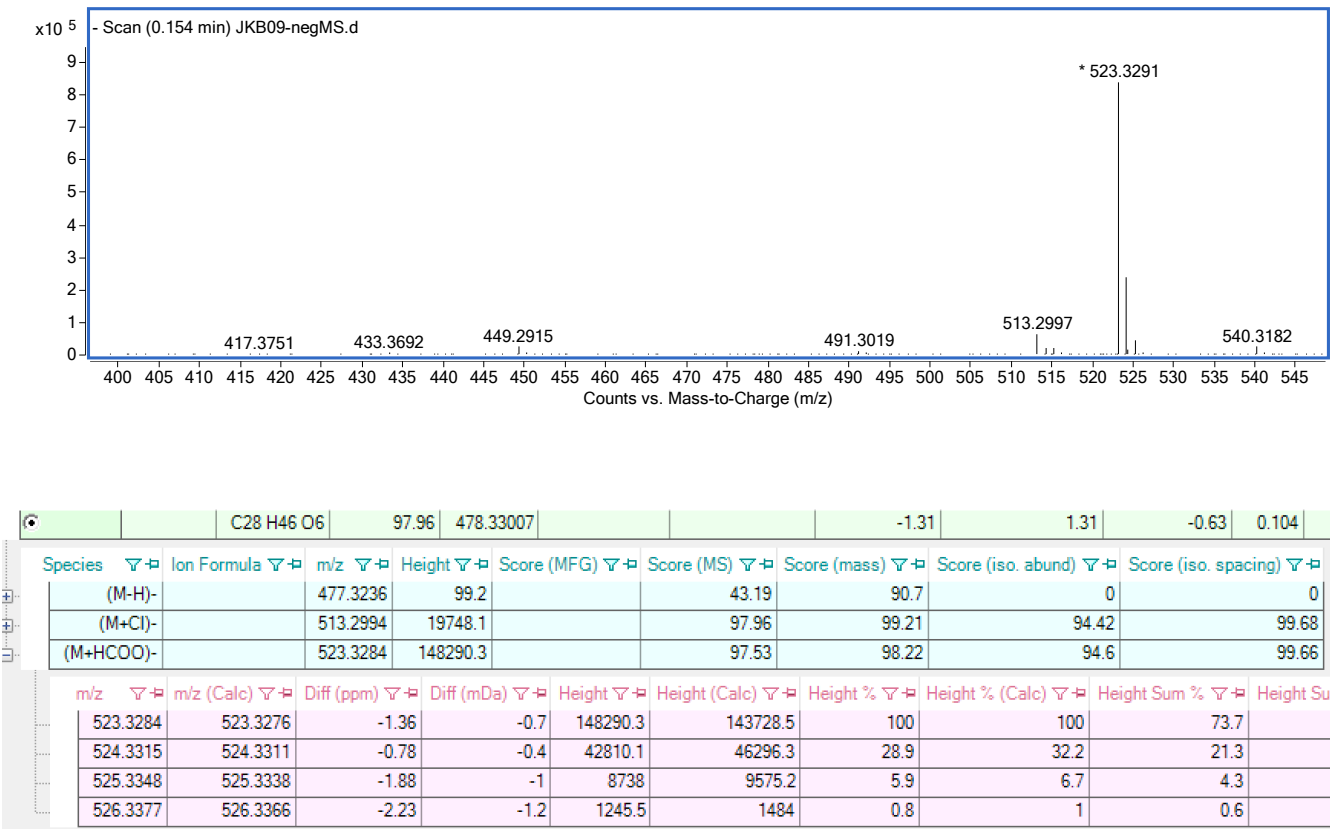 x10 5
- Scan (0.154 min) JKB09-negMS.d
9
8
7
6
5
4
3
2
1
0
* 523.3291
513.2997
417.3751 433.3692 449.2915 491.3019 540.3182
400 405 410 415 420 425 430 435 440 445 450 455 460 465 470 475 480 485 490 495 500 505 510 515 520 525 530 535 540 545
Counts vs. Mass-to-Charge (m/z)
C28 H46 O6 97.96 478.33007 -1.31 1.31 -0.63 0.104
Species Ion Formula m/z Height Score (MFG) Score (MS) Score (mass) Score (iso. abund) Score (iso. spacing)
(M-H)- 477.3236 99.2 43.19 90.7 0 0
(M+Cl)- 513.2994 19748.1 97.96 99.21 94.42 99.68
(M+HCOO)- 523.3284 148290.3 97.53 98.22 94.6 99.66
m/z m/z (Calc) Diff (ppm) Diff (mDa) Height Height (Calc) Height % Height % (Calc) Height Sum % Height Su
523.3284 523.3276 -1.36 -0.7 148290.3 143728.5 100 100 73.7
524.3315 524.3311 -0.78 -0.4 42810.1 46296.3 28.9 32.2 21.3
525.3348 525.3338 -1.88 -1 8738 9575.2 5.9 6.7 4.3
526.3377 526.3366 -2.23 -1.2 1245.5 1484 0.8 1 0.6